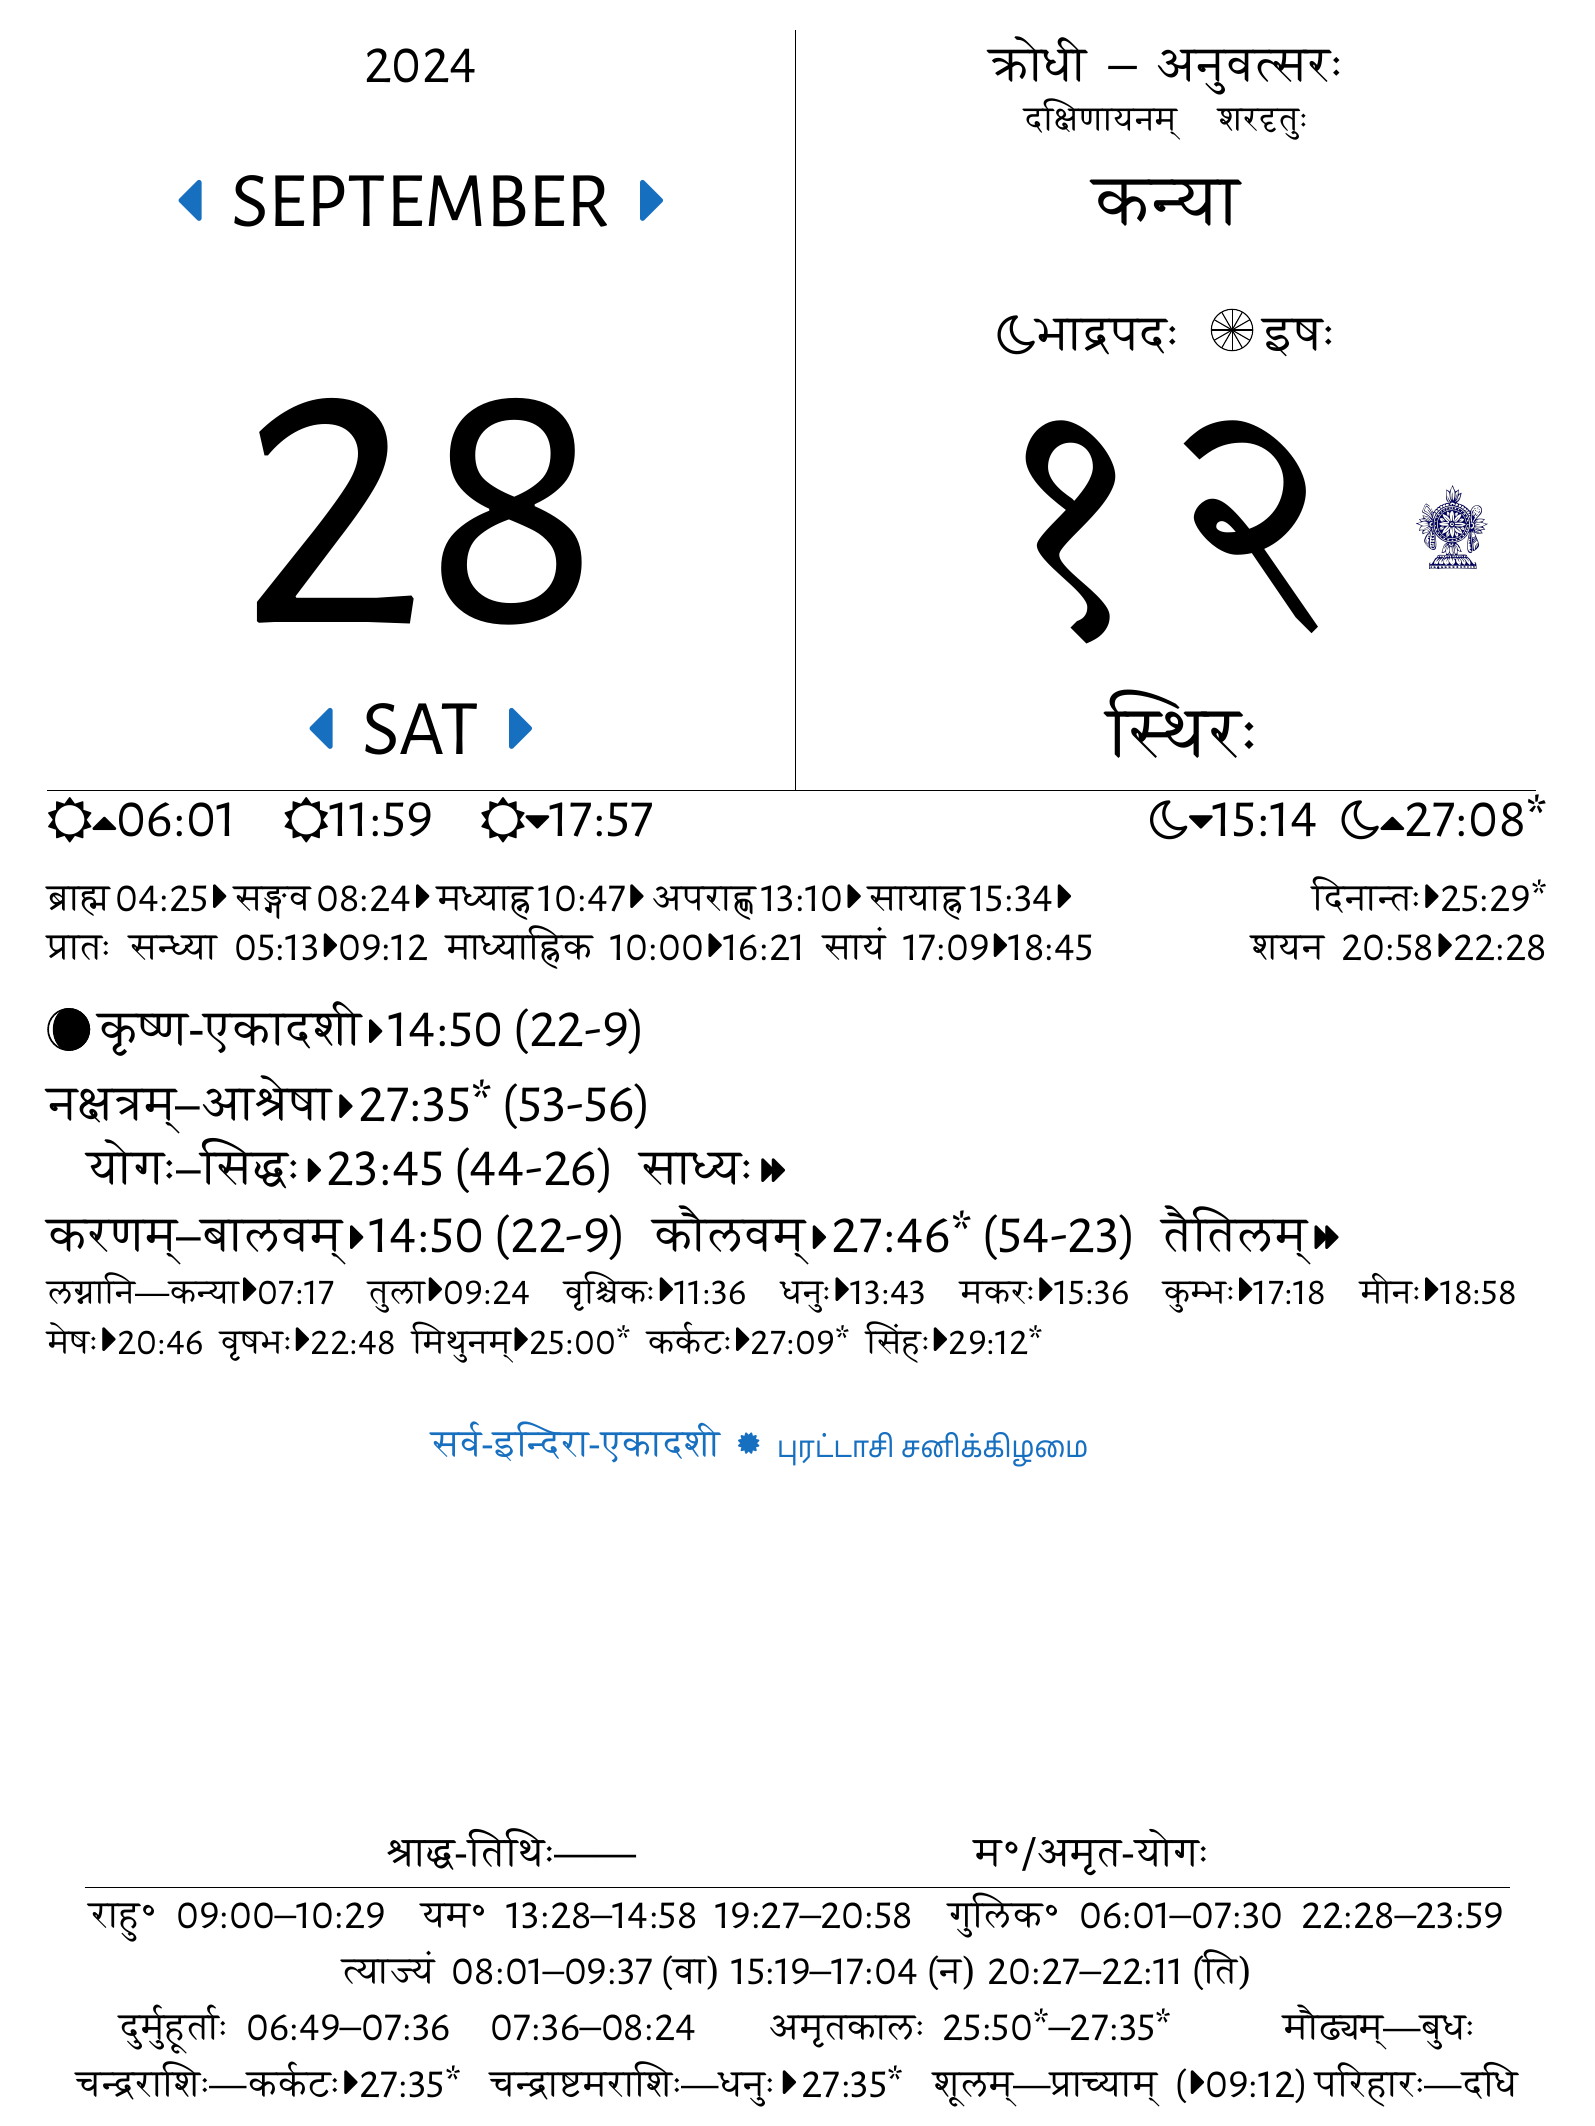 2024
SEPTEMBER
28
SAT
क्रोधी – अनुवत्सरः
दक्षिणायनम् शरदृतुः
कन्या
भाद्रपदः इषः
१२
स्थिरः
06:01 11:59 17:57 15:14 27:08*
ब्राह्म 04:25 सङ्गव 08:24 मध्याह्न 10:47 अपराह्ण 13:10 सायाह्न 15:34 दिनान्तः 25:29*
प्रातः सन्ध्या 05:13 09:12 माध्याह्निक 10:00 16:21 सायं 17:09 18:45 शयन 20:58 22:28
कृष्ण-एकादशी 14:50 (22-9)
नक्षत्रम्–आश्रेषा 27:35* (53-56)
योगः–सिद्धः 23:45 (44-26) साध्यः
करणम्–बालवम् 14:50 (22-9) कौलवम् 27:46* (54-23) तैतिलम्
लग्नानि—कन्या 07:17 तुला 09:24 वृश्चिकः 11:36 धनुः 13:43 मकरः 15:36 कुम्भः 17:18 मीनः 18:58
मेषः 20:46 वृषभः 22:48 मिथुनम् 25:00* कर्कटः 27:09* सिंहः 29:12*
सर्व-इन्दिरा-एकादशी ✹ புரட்டாசி சனிக்கிழமை
श्राद्ध-तिथिः—— म°/अमृत-योगः
राहु° 09:00–10:29 यम° 13:28–14:58 19:27–20:58 गुलिक° 06:01–07:30 22:28–23:59
त्याज्यं 08:01–09:37 (वा) 15:19–17:04 (न) 20:27–22:11 (ति)
दुर्मुहूर्ताः 06:49–07:36 07:36–08:24 अमृतकालः 25:50*–27:35* मौढ्यम्—बुधः
चन्द्रराशिः—कर्कटः 27:35* चन्द्राष्टमराशिः—धनुः 27:35* शूलम्—प्राच्याम् (09:12) परिहारः—दधि